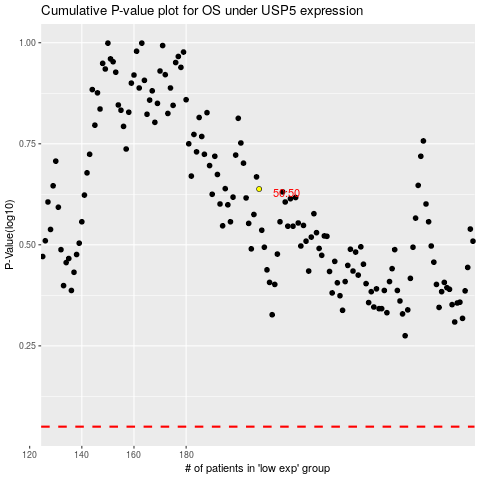 Cumulative P-value plot for OS under USP5 expression
P-Value(log10)
1.00
0.75
0.50
0.25
50:50
120 140 160 180
# of patients in 'low exp' group